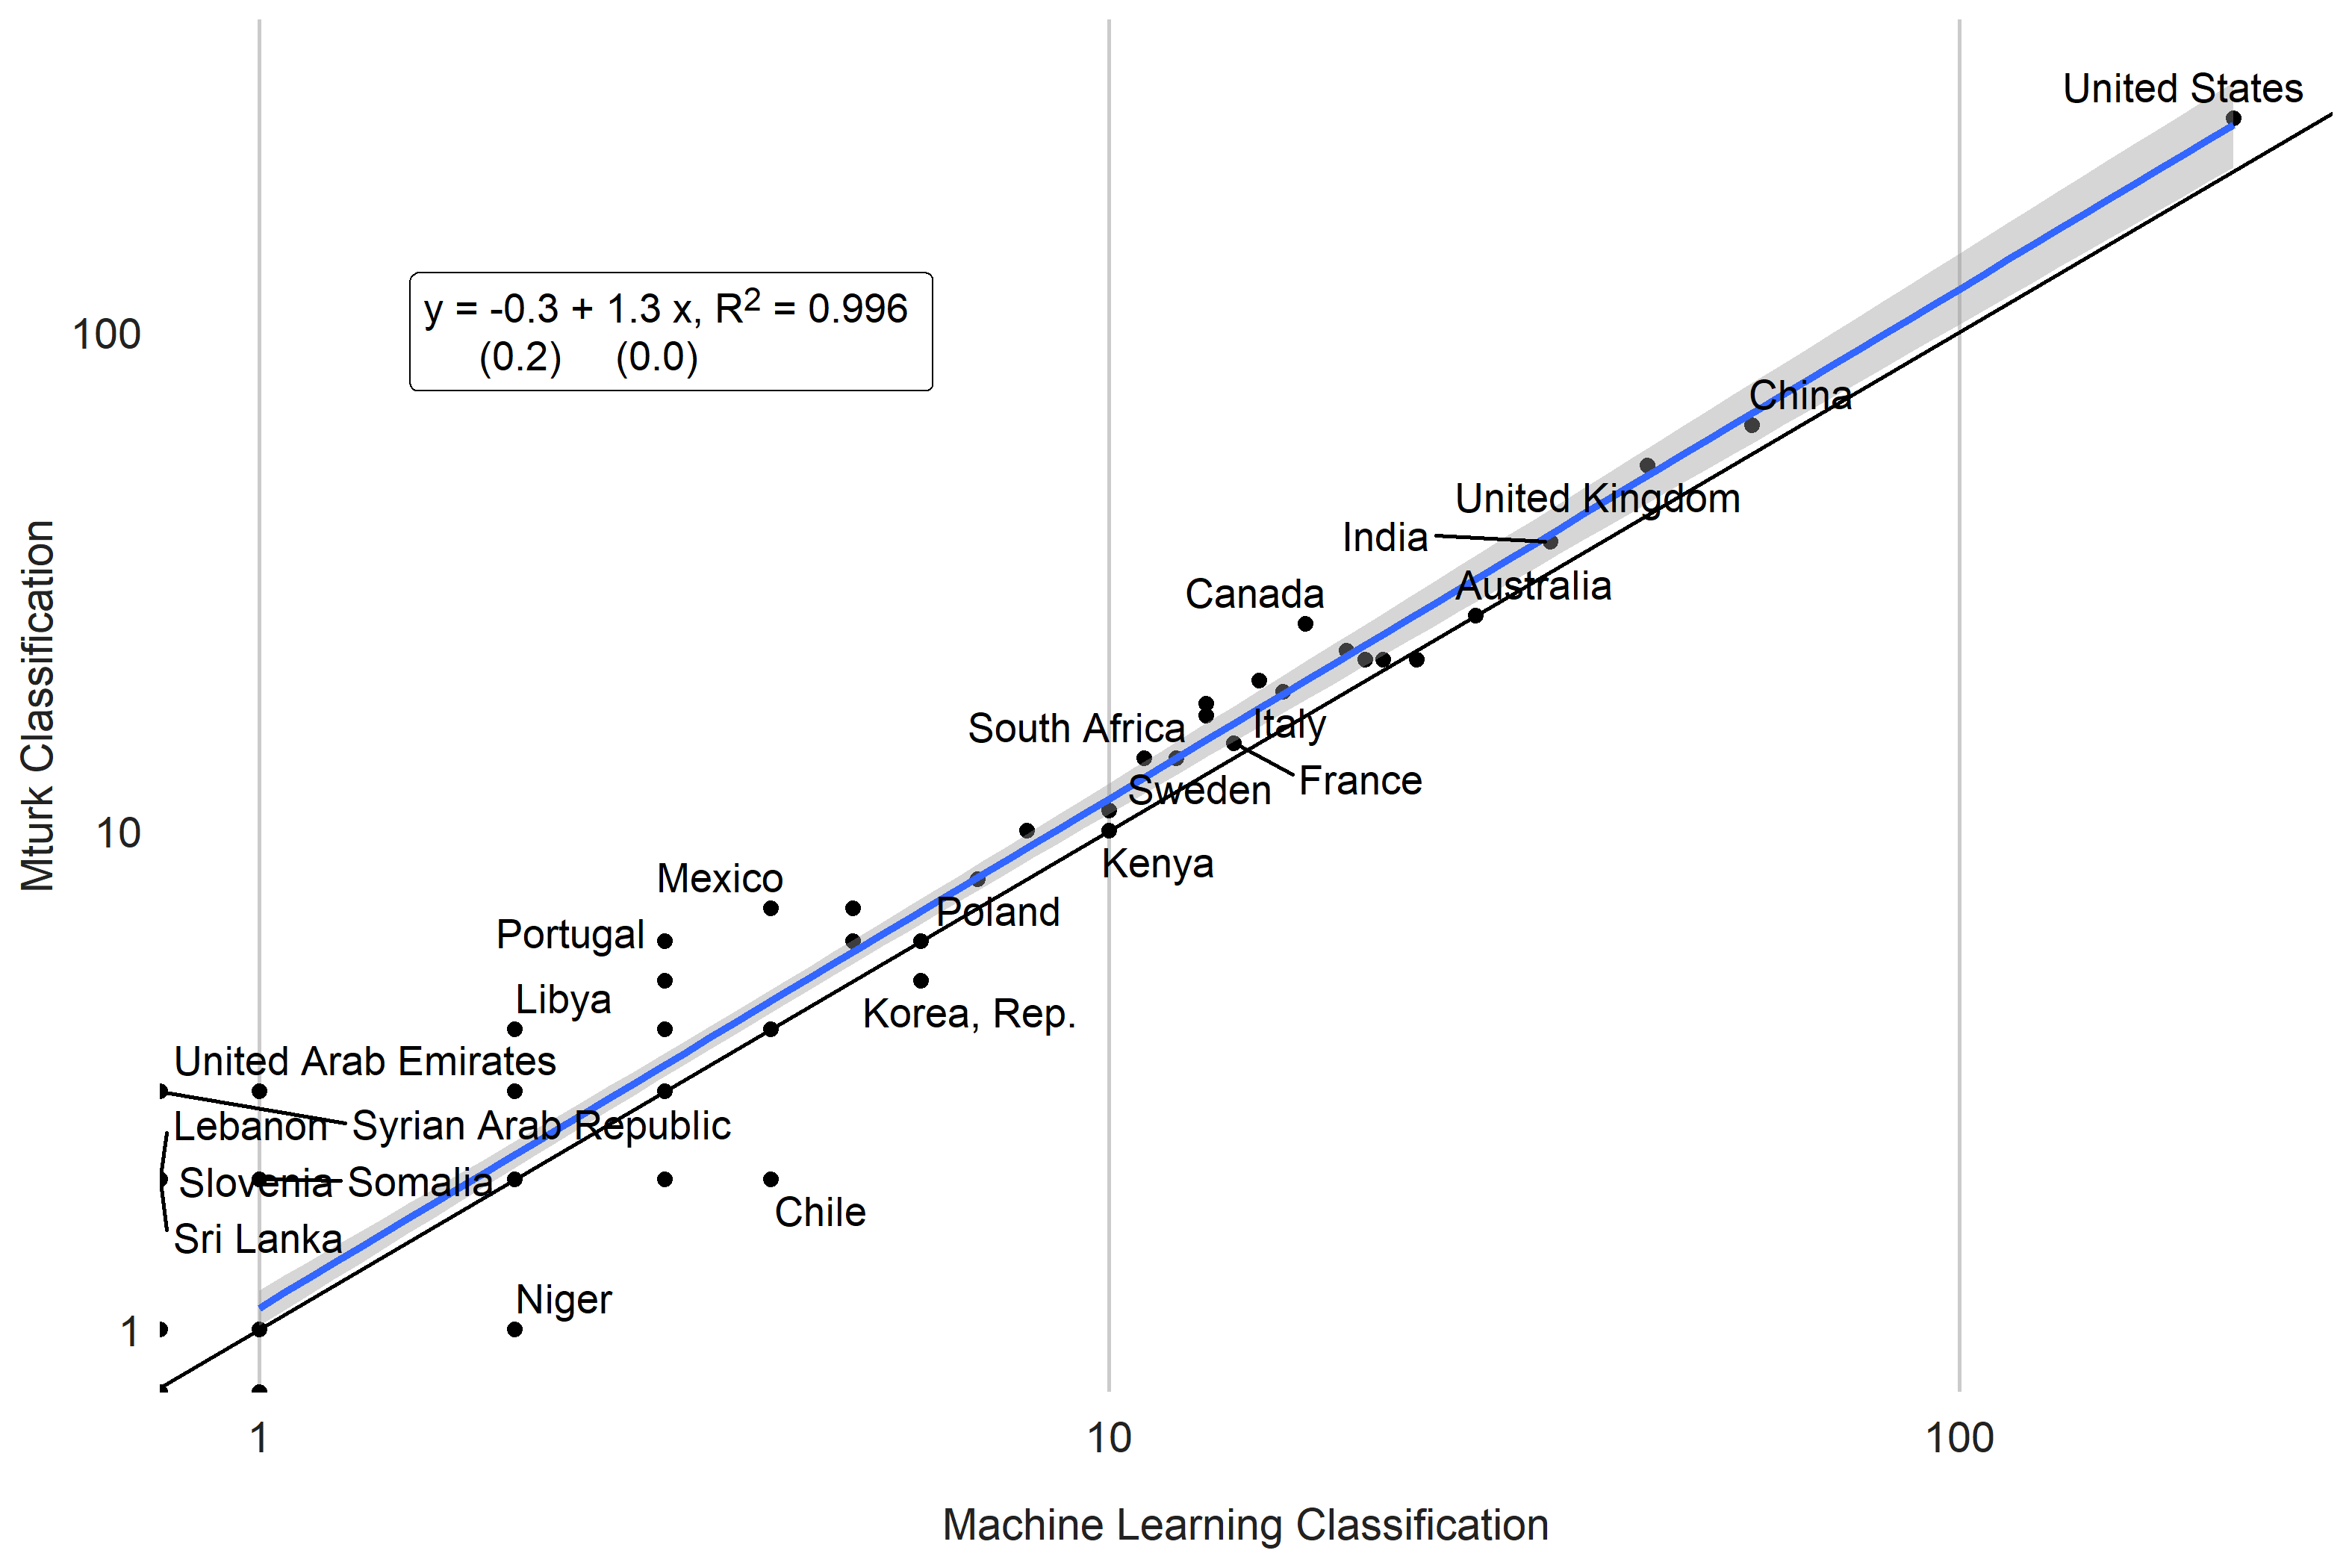 United States
y = -0.3 + 1.3 x, R² = 0.996
(0.2) (0.0)
100
China
United Kingdom
India
Australia
Canada
South Africa
Italy
France
Sweden
10
Kenya
Mexico
Poland
Portugal
Libya
Korea, Rep.
United Arab Emirates
Lebanon
Syrian Arab Republic
Slovenia
Somalia
Chile
Sri Lanka
Niger
1
Mturk Classification
1
10
100
Machine Learning Classification